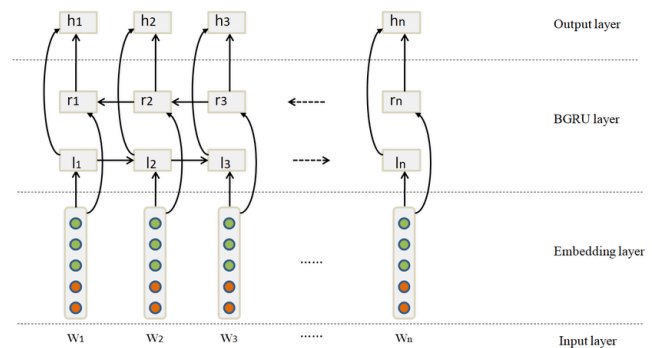 h1 h2 h3 hn Output layer
r1 r2 r3 rn
BGRU layer
l1 l2 l3 ln
Embedding layer
......
w1 w2 w3 ...... wn Input layer